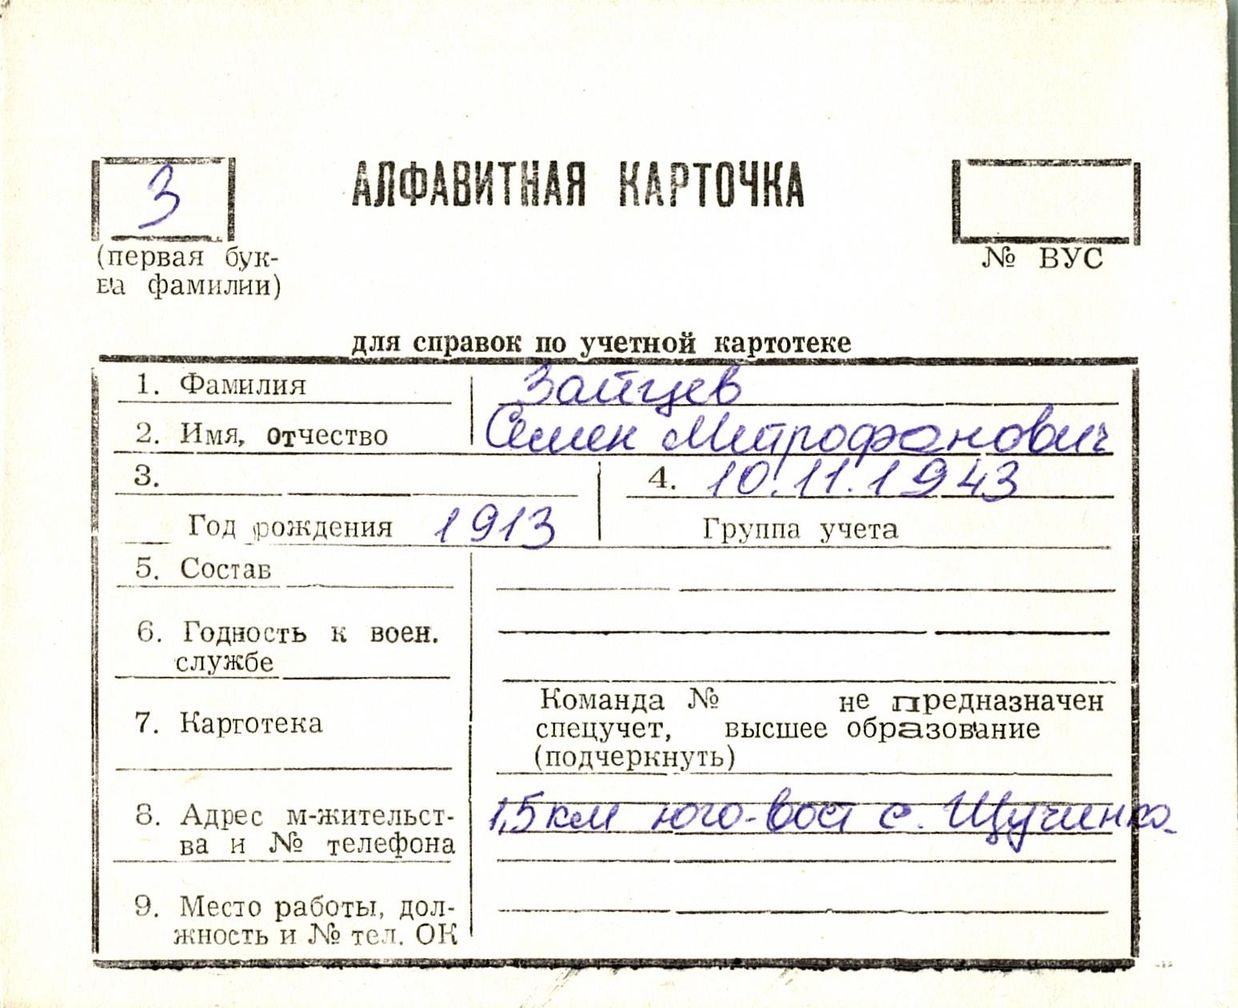 З
АЛФАВИТНАЯ КАРТОЧКА
(первая бук-
ва фамилии)
№ ВУС
для справок по учетной картотеке
1. Фамилия Зайцев
2. Имя, отчество Семен Митрофанович
3.
Год рождения 1913
4. 10.11.1943
Группа учета
5. Состав
6. Годность к воен.
службе
7. Картотека
Команда № не предназначен
спецучет, высшее образование
(подчеркнуть)
8. Адрес м-жительст-
ва и № телефона
1,5 км юго-вост с. Щучинка
9. Место работы, дол-
жность и № тел. ОК